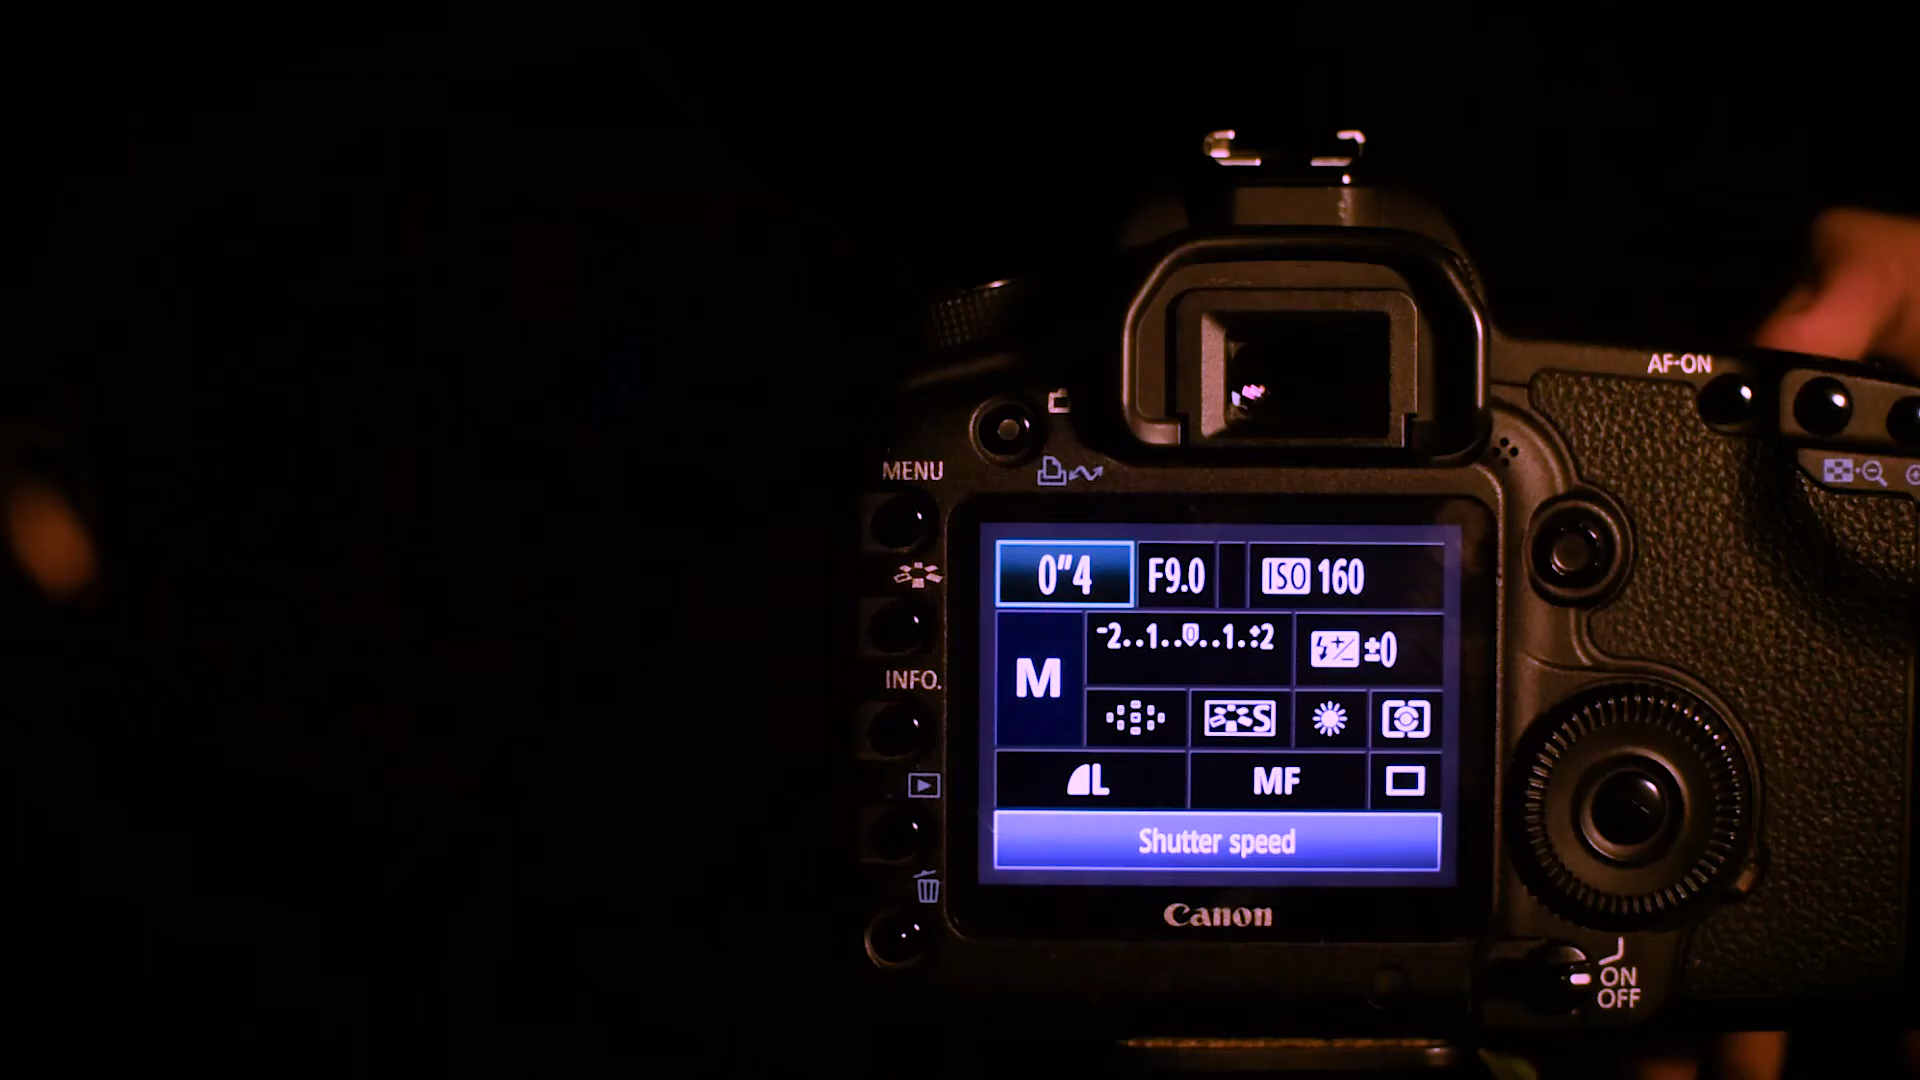 AF-ON
MENU
0"4 F9.0 ISO 160
-2..1..0..1.:+2 ±0
M
INFO.
S
L MF
Shutter speed
Canon
ON
OFF